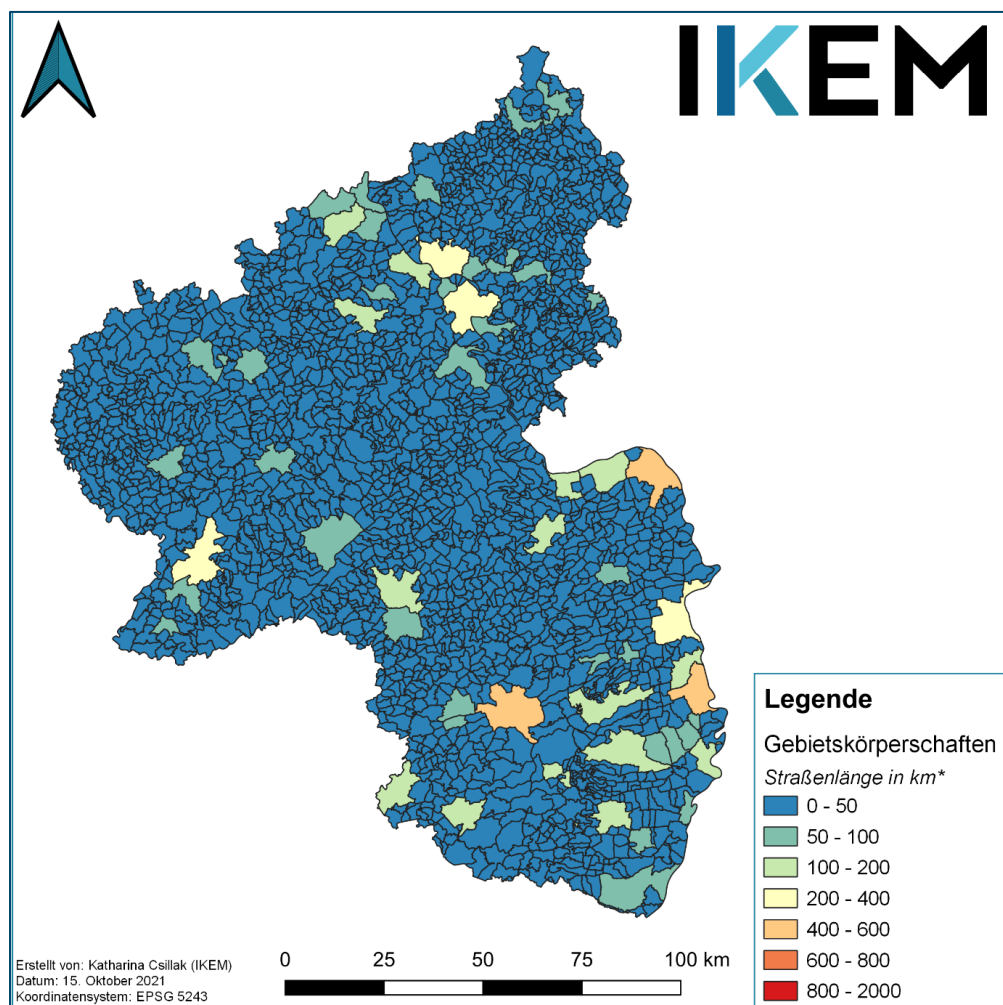 IKEM
Legende
Gebietskörperschaften
Straßenlänge in km*
0 - 50
50 - 100
100 - 200
200 - 400
400 - 600
600 - 800
800 - 2000
0 25 50 75 100 km
Erstellt von: Katharina Csillak (IKEM)
Datum: 15. Oktober 2021
Koordinatensystem: EPSG 5243